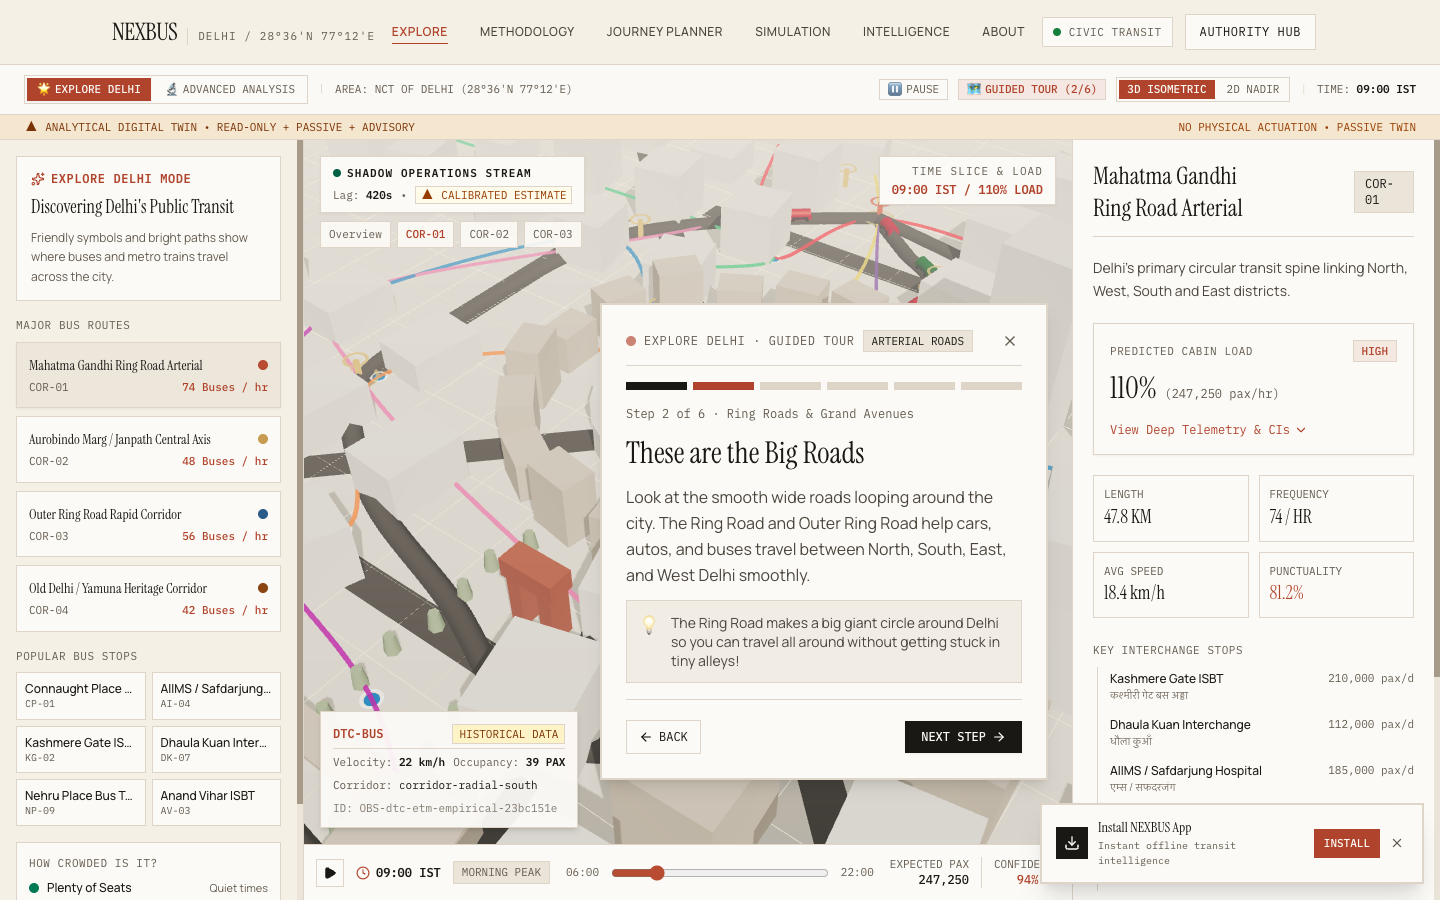 NEXBUS
DELHI / 28°36'N 77°12'E
EXPLORE
METHODOLOGY
JOURNEY PLANNER
SIMULATION
INTELLIGENCE
ABOUT
CIVIC TRANSIT
AUTHORITY HUB
EXPLORE DELHI
ADVANCED ANALYSIS
AREA: NCT OF DELHI (28°36'N 77°12'E)
PAUSE
GUIDED TOUR (2/6)
3D ISOMETRIC
2D NADIR
TIME: 09:00 IST
ANALYTICAL DIGITAL TWIN • READ-ONLY + PASSIVE + ADVISORY
NO PHYSICAL ACTUATION • PASSIVE TWIN
EXPLORE DELHI MODE
Discovering Delhi's Public Transit
Friendly symbols and bright paths show
where buses and metro trains travel
across the city.
MAJOR BUS ROUTES
Mahatma Gandhi Ring Road Arterial
COR-01
74 Buses / hr
Aurobindo Marg / Janpath Central Axis
COR-02
48 Buses / hr
Outer Ring Road Rapid Corridor
COR-03
56 Buses / hr
Old Delhi / Yamuna Heritage Corridor
COR-04
42 Buses / hr
POPULAR BUS STOPS
Connaught Place ...
CP-01
AIIMS / Safdarjung...
AI-04
Kashmere Gate IS...
KG-02
Dhaula Kuan Inter...
DK-07
Nehru Place Bus T...
NP-09
Anand Vihar ISBT
AV-03
HOW CROWDED IS IT?
Plenty of Seats
Quiet times
SHADOW OPERATIONS STREAM
Lag: 420s •
CALIBRATED ESTIMATE
Overview
COR-01
COR-02
COR-03
TIME SLICE & LOAD
09:00 IST / 110% LOAD
EXPLORE DELHI · GUIDED TOUR
ARTERIAL ROADS
Step 2 of 6 · Ring Roads & Grand Avenues
These are the Big Roads
Look at the smooth wide roads looping around the
city. The Ring Road and Outer Ring Road help cars,
autos, and buses travel between North, South, East,
and West Delhi smoothly.
The Ring Road makes a big giant circle around Delhi
so you can travel all around without getting stuck in
tiny alleys!
BACK
NEXT STEP
DTC-BUS
HISTORICAL DATA
Velocity: 22 km/h
Occupancy: 39 PAX
Corridor: corridor-radial-south
ID: OBS-dtc-etm-empirical-23bc151e
09:00 IST
MORNING PEAK
06:00
22:00
EXPECTED PAX
247,250
CONFIDE
94%
Mahatma Gandhi
Ring Road Arterial
COR-
01
Delhi's primary circular transit spine linking North,
West, South and East districts.
PREDICTED CABIN LOAD
HIGH
110% (247,250 pax/hr)
View Deep Telemetry & CIs
LENGTH
47.8 KM
FREQUENCY
74 / HR
AVG SPEED
18.4 km/h
PUNCTUALITY
81.2%
KEY INTERCHANGE STOPS
Kashmere Gate ISBT
210,000 pax/d
कश्मीरी गेट बस अड्डा
Dhaula Kuan Interchange
112,000 pax/d
धौला कुआँ
AIIMS / Safdarjung Hospital
185,000 pax/d
एम्स / सफदरजंग
Install NEXBUS App
Instant offline transit
intelligence
INSTALL